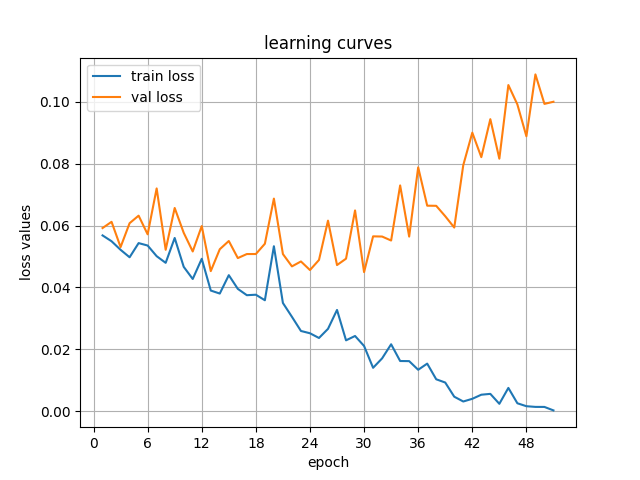 learning curves
train loss
val loss
0.10
0.08
0.06
0.04
0.02
0.00
loss values
0 6 12 18 24 30 36 42 48
epoch